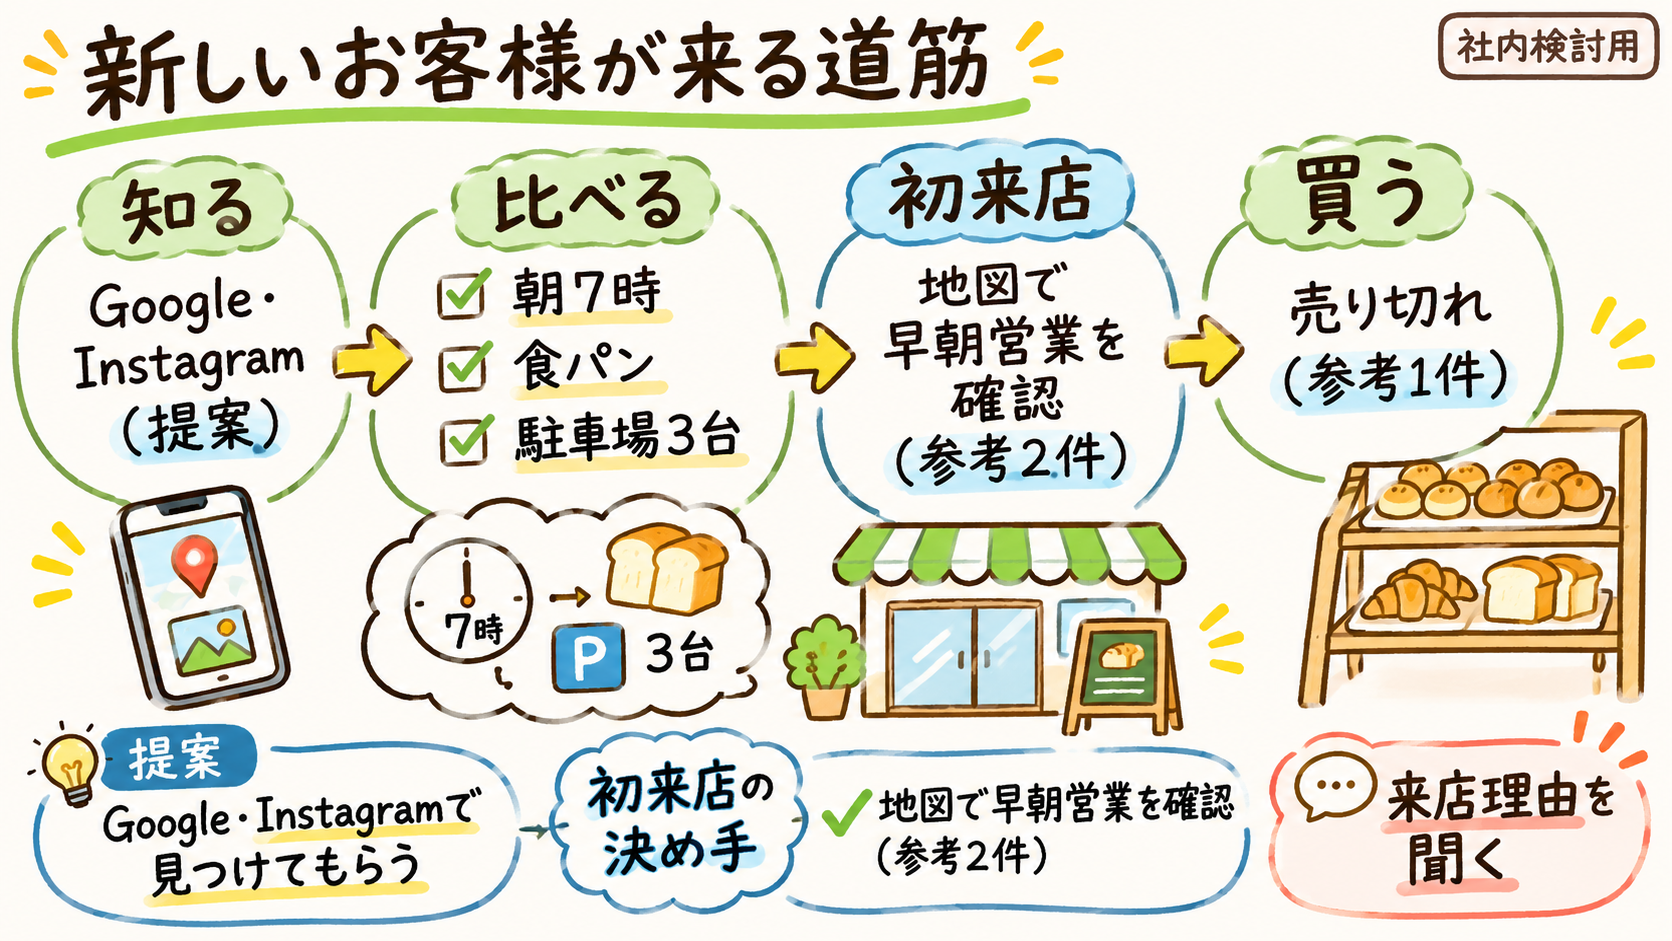 新しいお客様が来る道筋
社内検討用
知る
Google・
Instagram
(提案)
比べる
朝7時
食パン
駐車場3台
初来店
地図で
早朝営業を
確認
(参考2件)
買う
売り切れ
(参考1件)
7時
P 3台
提案
Google・Instagramで
見つけてもらう
初来店の
決め手
地図で早朝営業を確認
(参考2件)
来店理由を
聞く